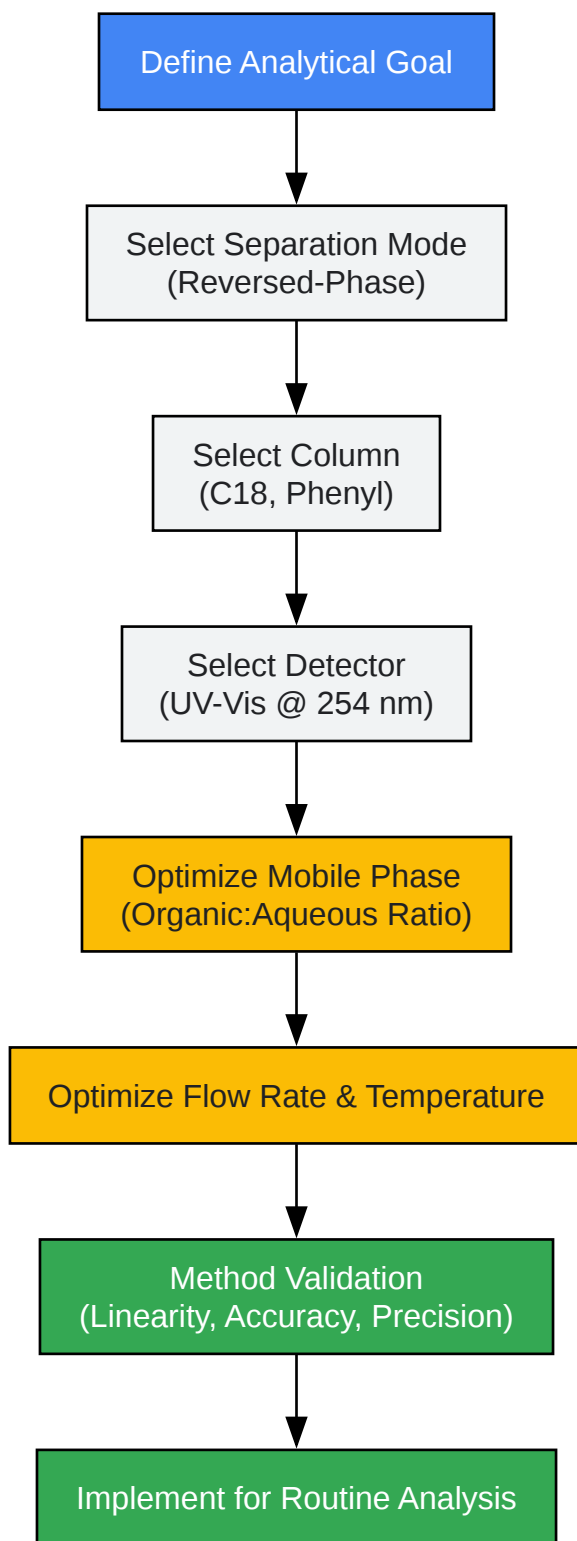 Define Analytical Goal
Select Separation Mode
(Reversed-Phase)
Select Column
(C18, Phenyl)
Select Detector
(UV-Vis @ 254 nm)
Optimize Mobile Phase
(Organic:Aqueous Ratio)
Optimize Flow Rate & Temperature
Method Validation
(Linearity, Accuracy, Precision)
Implement for Routine Analysis